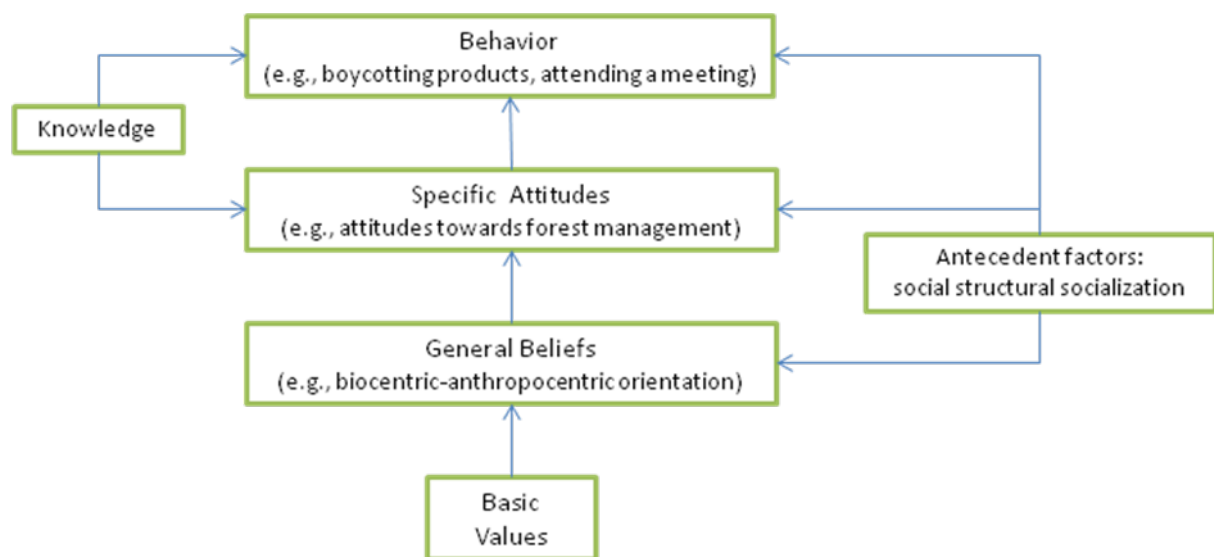 Behavior
(e.g., boycotting products, attending a meeting)
Knowledge
Specific Attitudes
(e.g., attitudes towards forest management)
Antecedent factors:
social structural socialization
General Beliefs
(e.g., biocentric-anthropocentric orientation)
Basic
Values